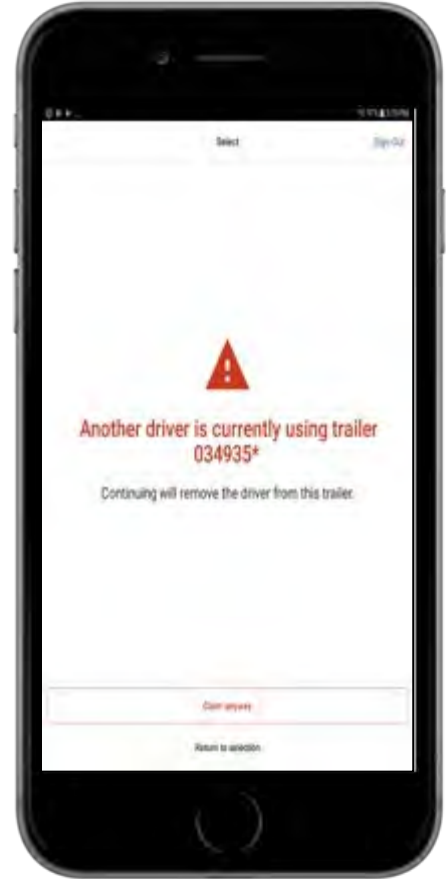 Select
Sign Out
Another driver is currently using trailer
034935*
Continuing will remove the driver from this trailer.
Claim anyway
Return to selection